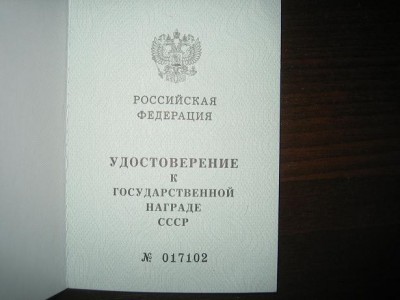 РОССИЙСКАЯ
ФЕДЕРАЦИЯ
УДОСТОВЕРЕНИЕ
К
ГОСУДАРСТВЕННОЙ
НАГРАДЕ
СССР
№ 017102